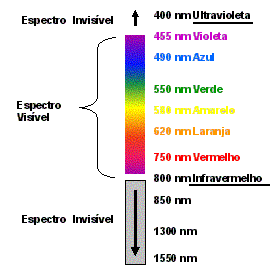 Espectro Invisível
400 nm Ultravioleta
455 nm Violeta
490 nm Azul
550 nm Verde
Espectro
Visível
590 nm Amarelo
620 nm Laranja
750 nm Vermelho
800 nm Infravermelho
850 nm
Espectro Invisível
1300 nm
1550 nm